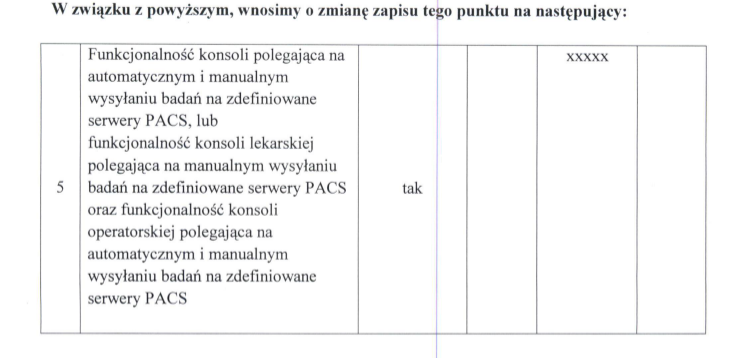 W związku z powyższym, wnosimy o zmianę zapisu tego punktu na następujący:
Funkcjonalność konsoli polegająca na
automatycznym i manualnym
wysyłaniu badań na zdefiniowane
serwery PACS, lub
funkcjonalność konsoli lekarskiej
polegająca na manualnym wysyłaniu
badań na zdefiniowane serwery PACS
oraz funkcjonalność konsoli
operatorskiej polegająca na
automatycznym i manualnym
wysyłaniu badań na zdefiniowane
serwery PACS
5
tak
xxxxx